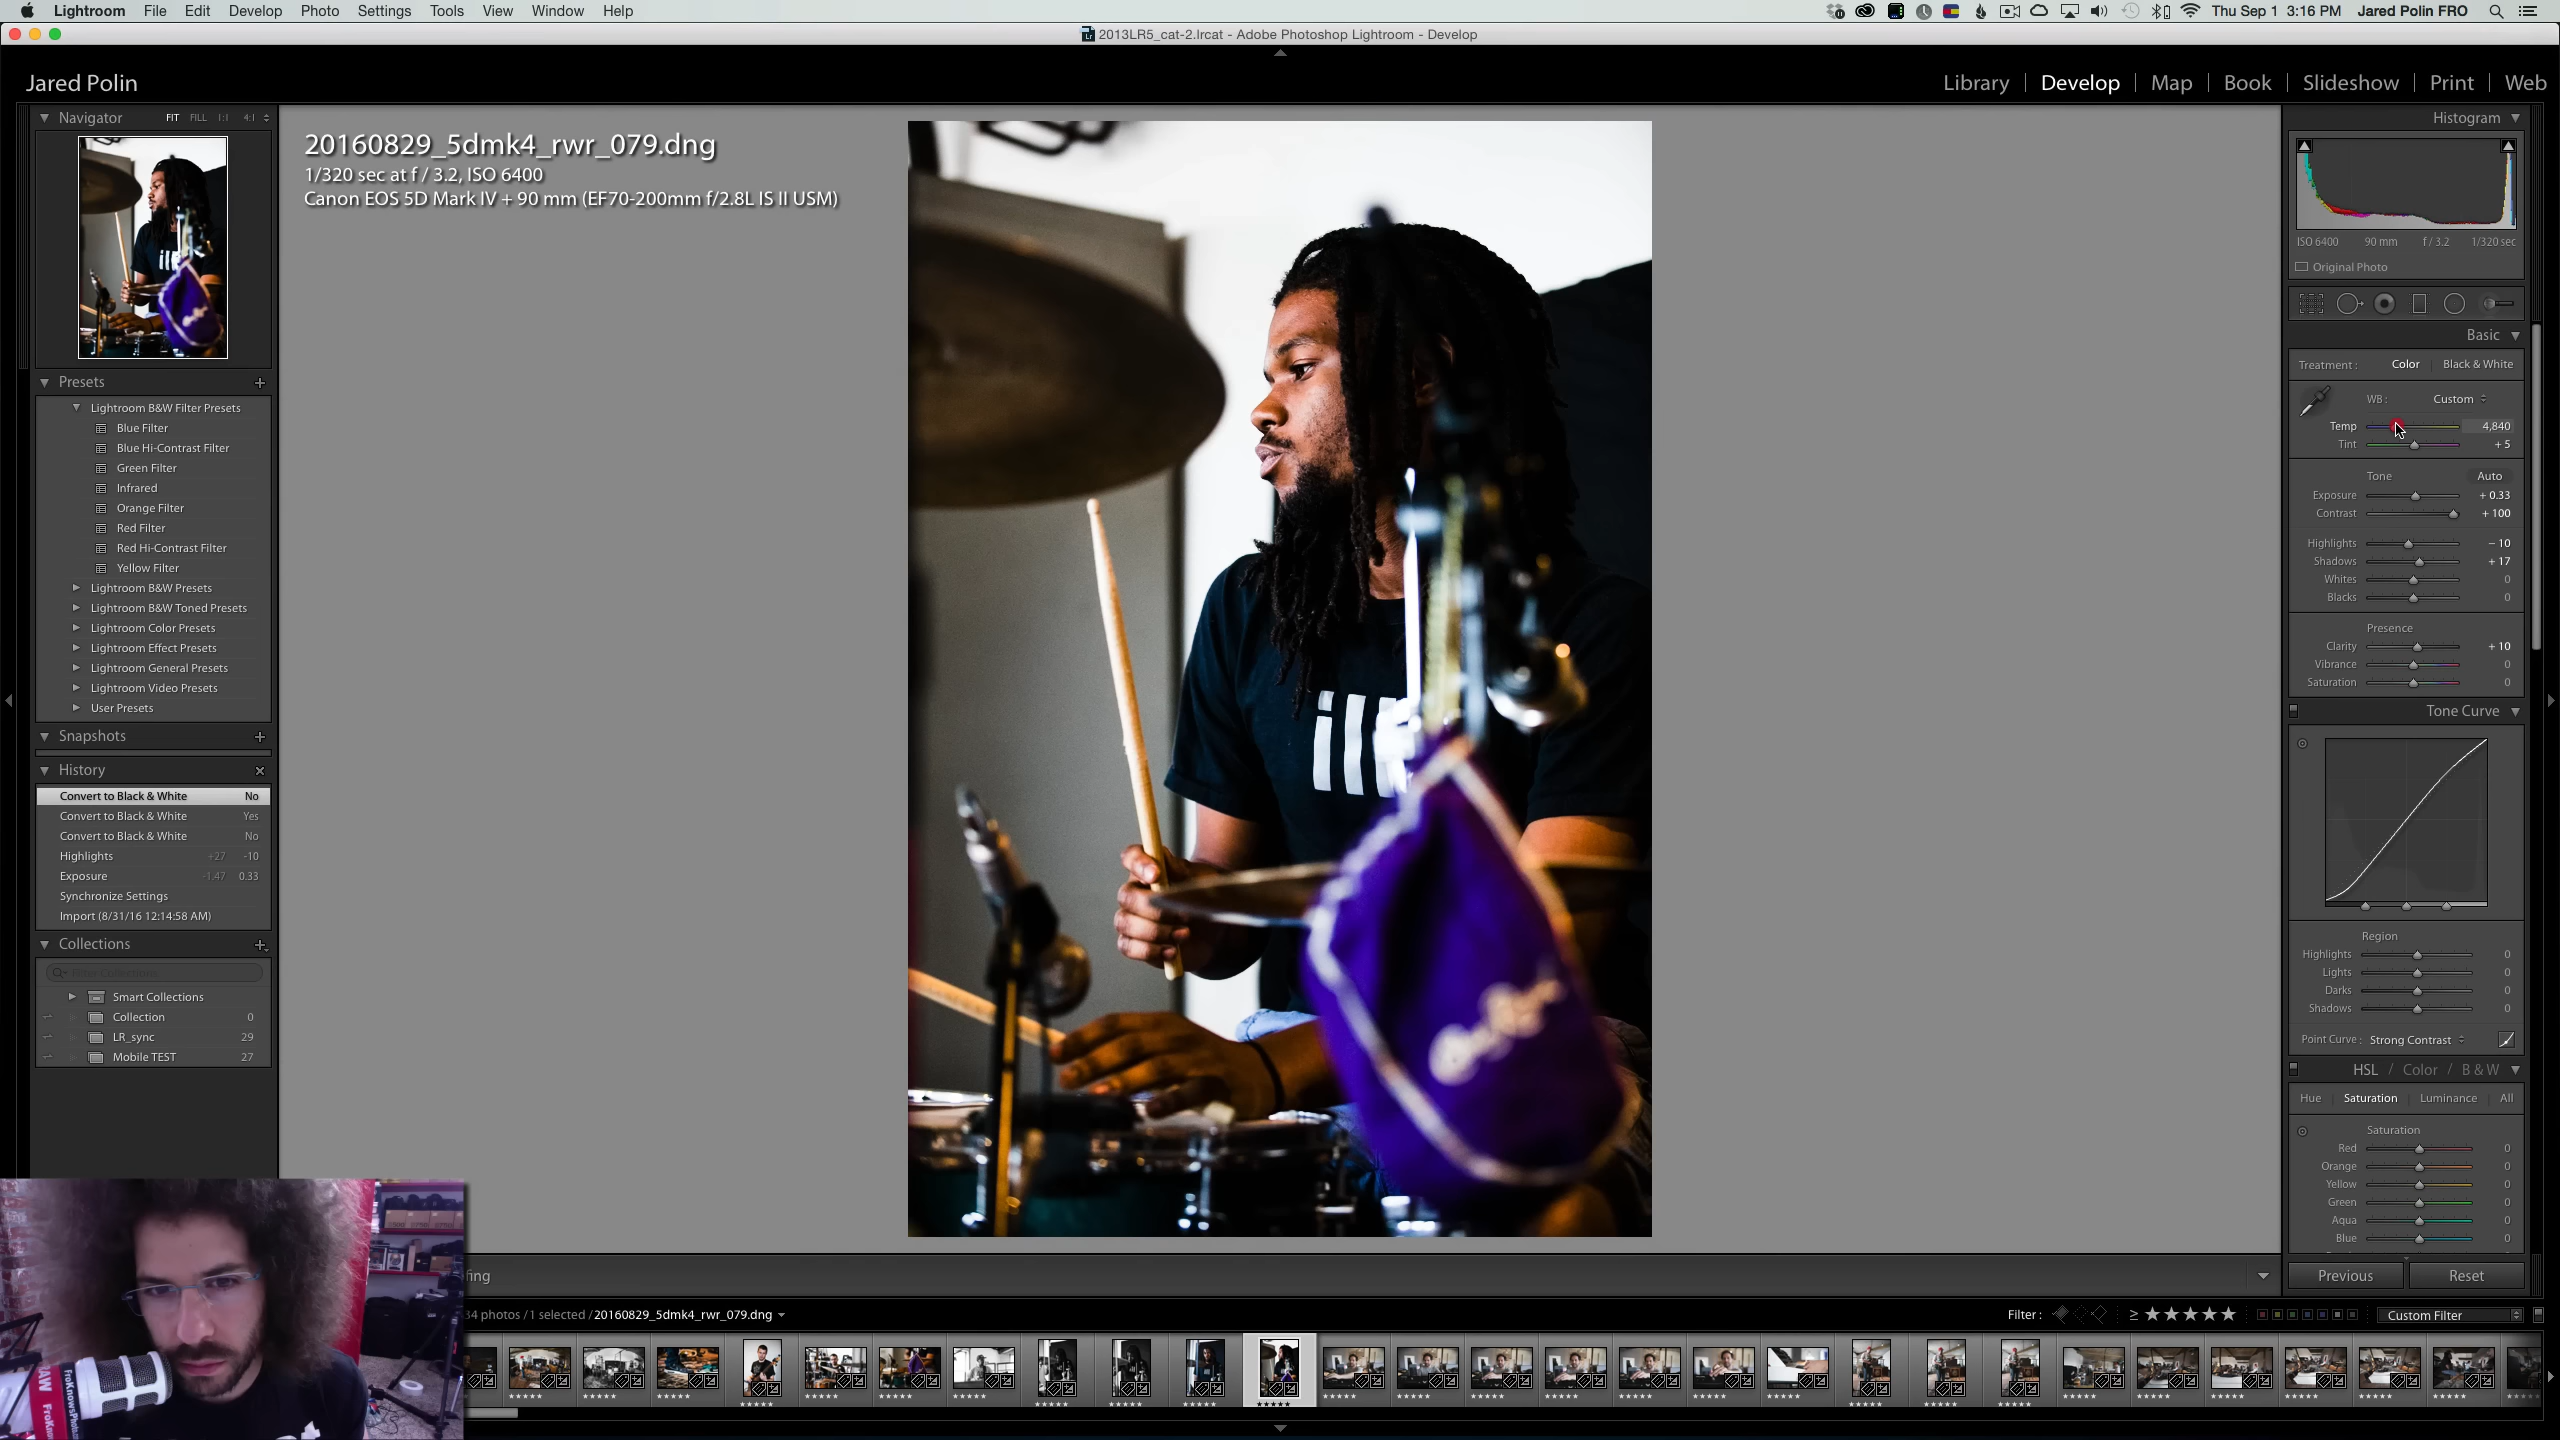 Lightroom File Edit Develop Photo Settings Tools View Window Help
Thu Sep 1 3:16 PM Jared Polin FRO
2013LR5_cat-2.lrcat - Adobe Photoshop Lightroom - Develop
Jared Polin
Library | Develop | Map | Book | Slideshow | Print | Web
Navigator FIT FILL 1:1 4:1
Presets
Lightroom B&W Filter Presets
Blue Filter
Blue Hi-Contrast Filter
Green Filter
Infrared
Orange Filter
Red Filter
Red Hi-Contrast Filter
Yellow Filter
Lightroom B&W Presets
Lightroom B&W Toned Presets
Lightroom Color Presets
Lightroom Effect Presets
Lightroom General Presets
Lightroom Video Presets
User Presets
Snapshots
History
Convert to Black & White No
Convert to Black & White Yes
Convert to Black & White No
Highlights +27 -10
Exposure -1.47 0.33
Synchronize Settings
Import (8/31/16 12:14:58 AM)
Collections
Filter Collections
Smart Collections
Collection 0
LR_sync 29
Mobile TEST 27
20160829_5dmk4_rwr_079.dng
1/320 sec at f / 3.2, ISO 6400
Canon EOS 5D Mark IV + 90 mm (EF70-200mm f/2.8L IS II USM)
ill
Histogram
ISO 6400 90 mm f / 3.2 1/320 sec
Original Photo
Basic
Treatment : Color Black & White
WB : Custom
Temp 4,840
Tint + 5
Tone Auto
Exposure + 0.33
Contrast + 100
Highlights – 10
Shadows + 17
Whites 0
Blacks 0
Presence
Clarity + 10
Vibrance 0
Saturation 0
Tone Curve
Region
Highlights 0
Lights 0
Darks 0
Shadows 0
Point Curve : Strong Contrast
HSL / Color / B & W
Hue Saturation Luminance All
Saturation
Red 0
Orange 0
Yellow 0
Green 0
Aqua 0
Blue 0
Previous Reset
fing
34 photos / 1 selected / 20160829_5dmk4_rwr_079.dng
Filter : ≥ ★★★★★ Custom Filter